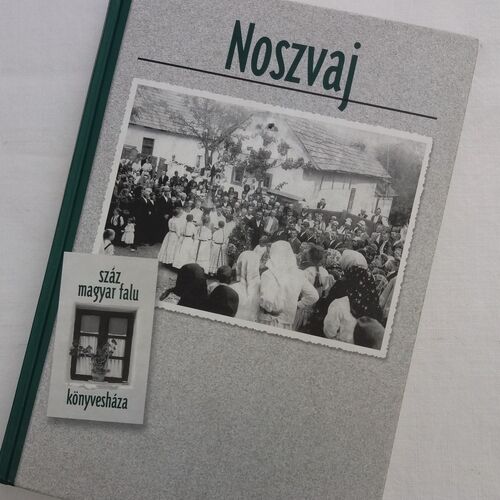 Noszvaj
száz
magyar falu
könyvesháza